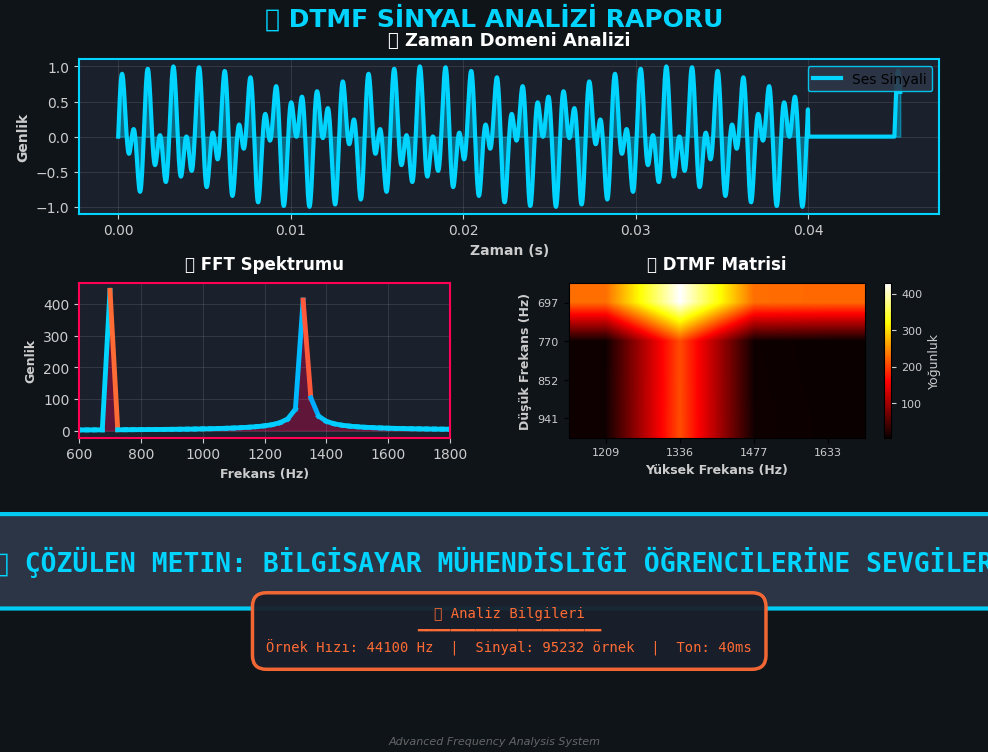 DTMF SİNYAL ANALİZİ RAPORU
Zaman Domeni Analizi
Ses Sinyali
Genlik
1.0
0.5
0.0
−0.5
−1.0
0.00 0.01 0.02 0.03 0.04
Zaman (s)
FFT Spektrumu
Genlik
400
300
200
100
0
600 800 1000 1200 1400 1600 1800
Frekans (Hz)
DTMF Matrisi
Düşük Frekans (Hz)
697
770
852
941
1209 1336 1477 1633
Yüksek Frekans (Hz)
400
300
200
100
Yoğunluk
ÇÖZÜLEN METIN: BİLGİSAYAR MÜHENDİSLİĞİ ÖĞRENCİLERİNE SEVGİLER
Analiz Bilgileri
Örnek Hızı: 44100 Hz | Sinyal: 95232 örnek | Ton: 40ms
Advanced Frequency Analysis System